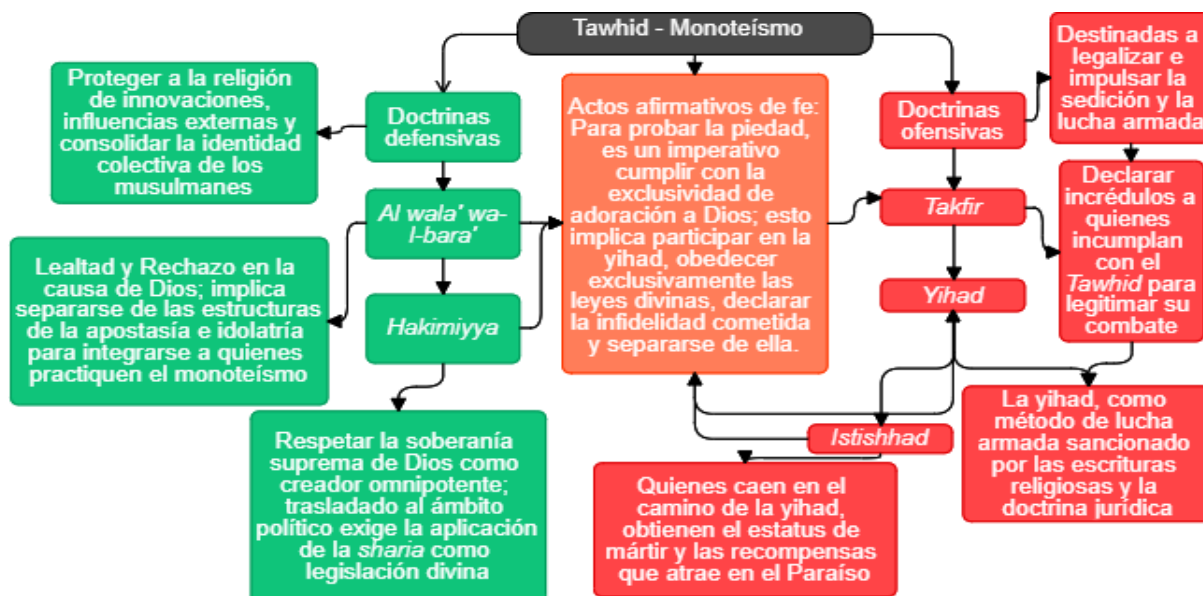 Tawhid - Monoteísmo
Proteger a la religión
de innovaciones,
influencias externas y
consolidar la identidad
colectiva de los
musulmanes
Doctrinas
defensivas
Al wala' wa-
l-bara'
Lealtad y Rechazo en la
causa de Dios; implica
separarse de las estructuras
de la apostasía e idolatría
para integrarse a quienes
practiquen el monoteísmo
Hakimiyya
Respetar la soberanía
suprema de Dios como
creador omnipotente;
trasladado al ámbito
político exige la aplicación
de la sharia como
legislación divina
Actos afirmativos de fe:
Para probar la piedad,
es un imperativo
cumplir con la
exclusividad de
adoración a Dios; esto
implica participar en la
yihad, obedecer
exclusivamente las
leyes divinas, declarar
la infidelidad cometida
y separarse de ella.
Doctrinas
ofensivas
Destinadas a
legalizar e
impulsar la
sedición y la
lucha armada
Takfir
Declarar
incrédulos a
quienes
incumplan
con el
Tawhid para
legitimar su
combate
Yihad
La yihad, como
método de lucha
armada sancionado
por las escrituras
religiosas y la
doctrina jurídica
Istishhad
Quienes caen en el
camino de la yihad,
obtienen el estatus de
mártir y las recompensas
que atrae en el Paraíso